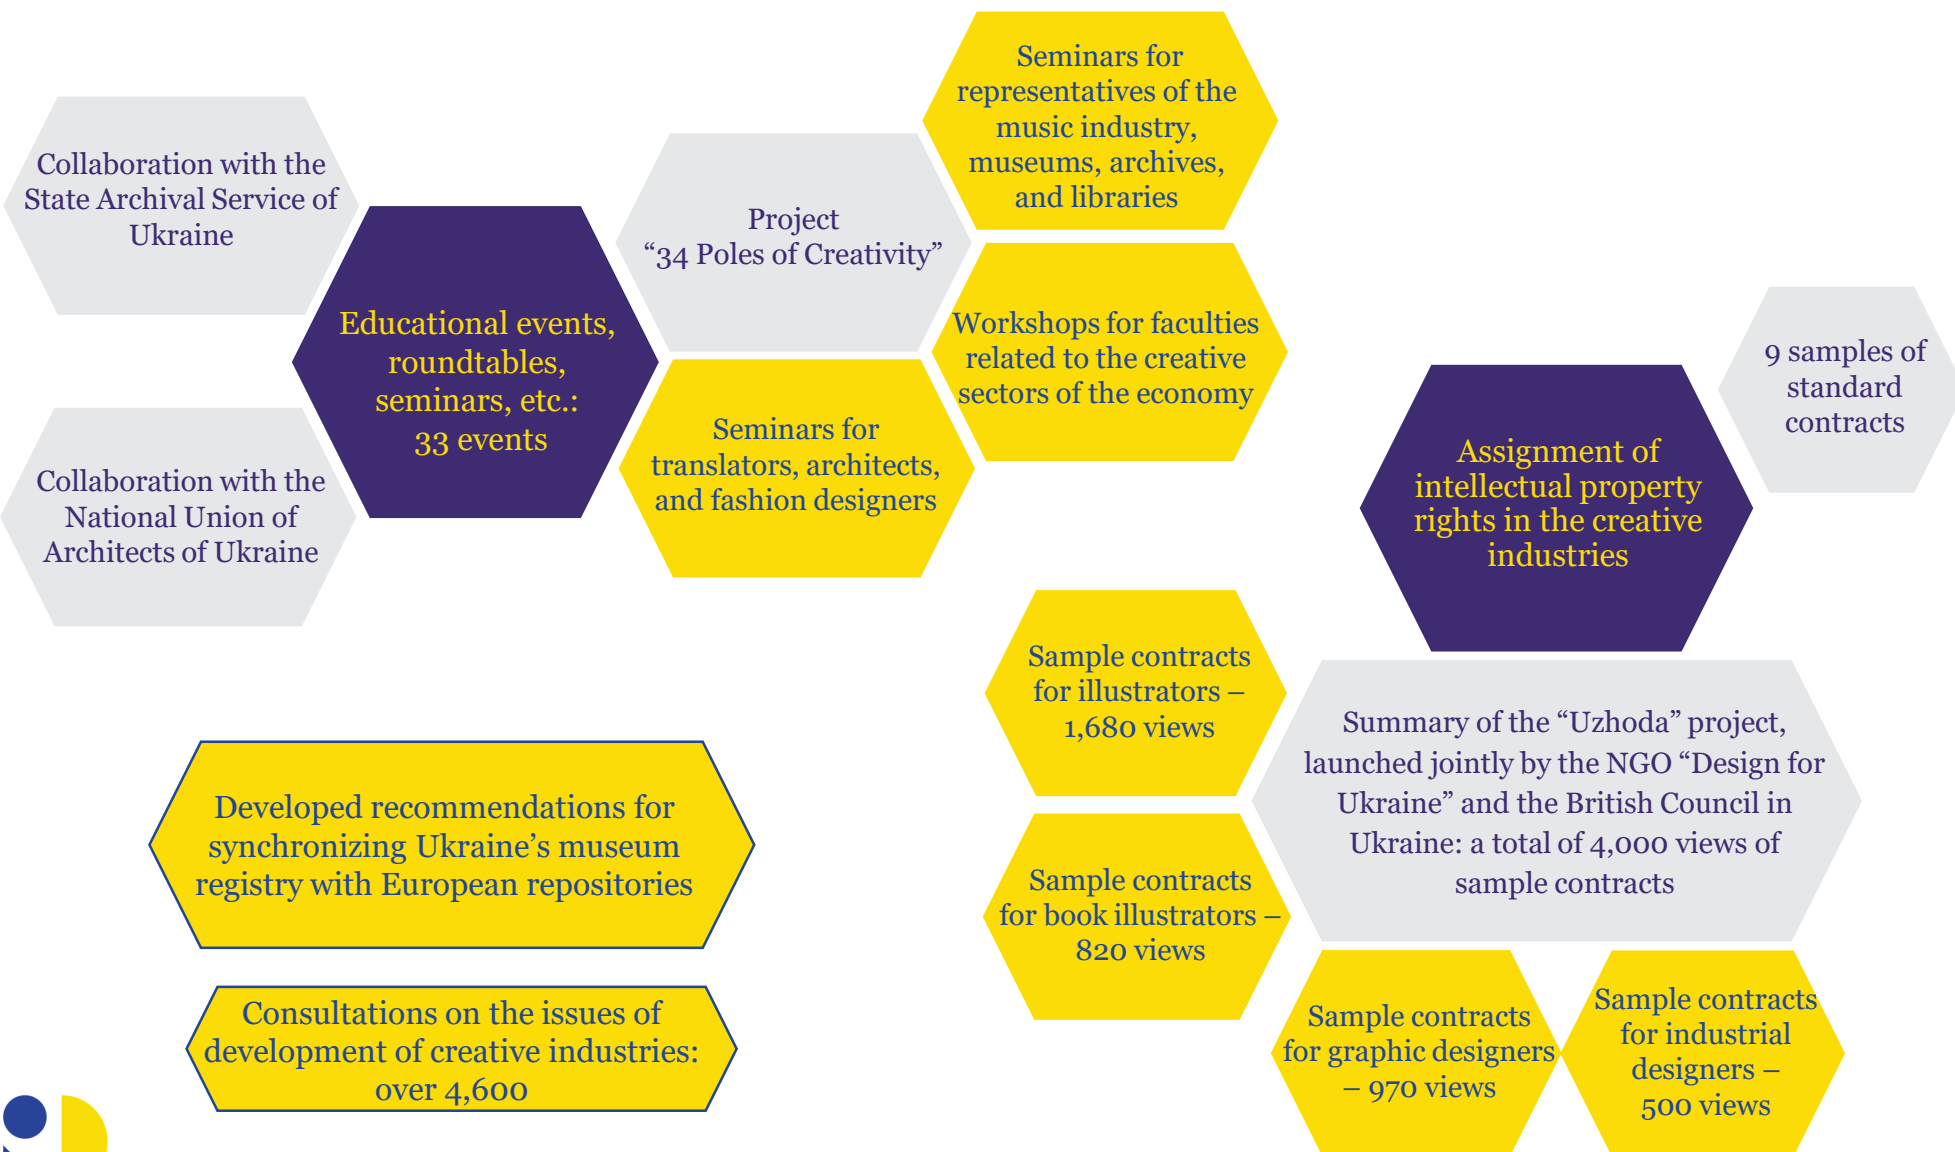 Collaboration with the
State Archival Service of
Ukraine
Collaboration with the
National Union of
Architects of Ukraine
Educational events,
roundtables,
seminars, etc.:
33 events
Project
“34 Poles of Creativity”
Seminars for
translators, architects,
and fashion designers
Seminars for
representatives of the
music industry,
museums, archives,
and libraries
Workshops for faculties
related to the creative
sectors of the economy
9 samples of
standard
contracts
Assignment of
intellectual property
rights in the creative
industries
Sample contracts
for illustrators –
1,680 views
Summary of the “Uzhoda” project,
launched jointly by the NGO “Design for
Ukraine” and the British Council in
Ukraine: a total of 4,000 views of
sample contracts
Sample contracts
for book illustrators –
820 views
Sample contracts
for graphic designers
– 970 views
Sample contracts
for industrial
designers –
500 views
Developed recommendations for
synchronizing Ukraine’s museum
registry with European repositories
Consultations on the issues of
development of creative industries:
over 4,600